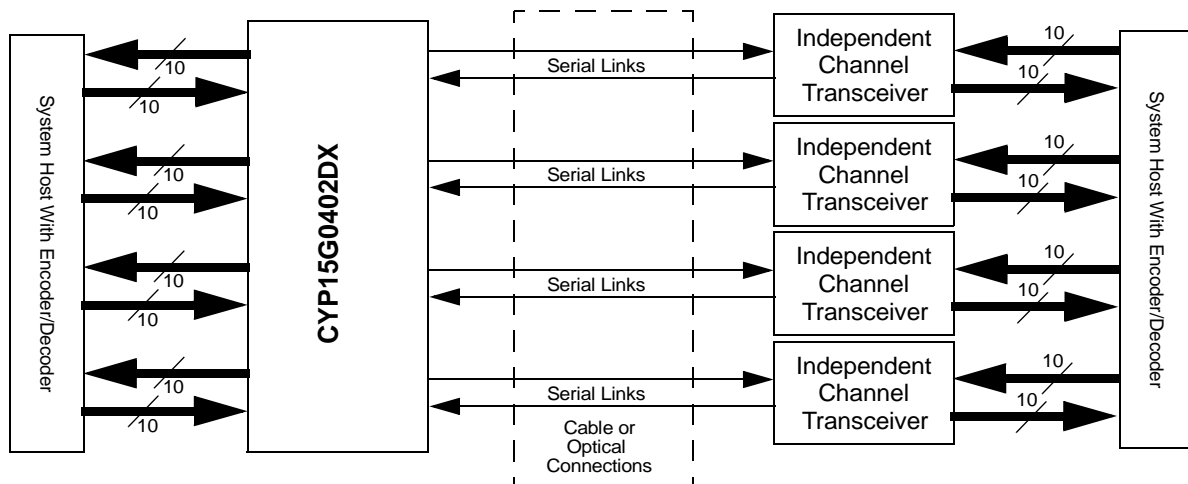 System Host With Encoder/Decoder
10
10
10
10
10
10
10
10
CYP15G0402DX
Serial Links
Serial Links
Serial Links
Serial Links
Cable or
Optical
Connections
Independent
Channel
Transceiver
Independent
Channel
Transceiver
Independent
Channel
Transceiver
Independent
Channel
Transceiver
10
10
10
10
10
10
10
10
System Host With Encoder/Decoder